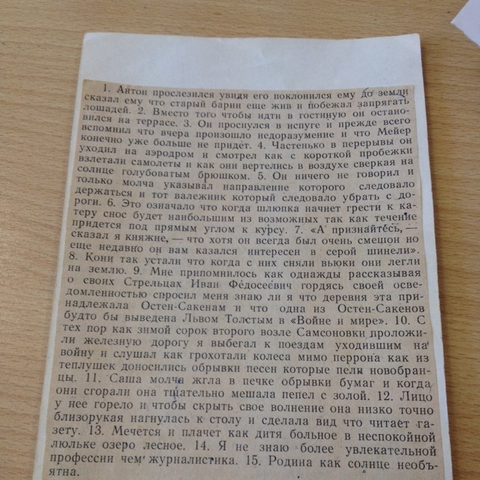 1. Антон прослезился увидя его поклонился ему до земли
сказал ему что старый барин еще жив и побежал запрягать
лошадей. 2. Вместо того чтобы идти в гостиную он остано-
вился на террасе. 3. Он проснулся в испуге и прежде всего
вспомнил что вчера произошло недоразумение и что Мейер
конечно уже больше не придет. 4. Частенько в перерывы он
уходил на аэродром и смотрел как с короткой пробежки
взлетали самолеты и как они вертелись в воздухе сверкая на
солнце голубоватым брюшком. 5. Он ничего не говорил и
только молча указывал направление которого следовало
держаться и тот валежник который следовало убрать с до-
роги. 6. Это означало что когда шлюпка начнет грести к ка-
теру снос будет наибольшим из возможных так как течение
придется под прямым углом к курсу. 7. «А признайтесь, —
сказал я княжне, — что хотя он всегда был очень смешон но
еще недавно он вам казался интересен в серой шинели».
8. Кони так устали что когда с них сняли вьюки они легли
на землю. 9. Мне припомнилось как однажды рассказывая
о своих Стрельцах Иван Федосеевич гордясь своей осве-
домленностью спросил меня знаю ли я что деревня эта при-
надлежала Остен-Сакенам и что одна из Остен-Сакенов
будто бы выведена Львом Толстым в «Войне и мире». 10. С
тех пор как зимой сорок второго возле Самсоновки проложи-
ли железную дорогу я выбегал к поездам уходившим на
войну и слушал как грохотали колеса мимо перрона как из
теплушек доносились обрывки песен которые пели новобран-
цы. 11. Саша молча жгла в печке обрывки бумаг и когда
они сгорали она тщательно мешала пепел с золой. 12. Лицо
у нее горело и чтобы скрыть свое волнение она низко точно
близорукая нагнулась к столу и сделала вид что читает га-
зету. 13. Мечется и плачет как дитя больное в неспокойной
люльке озеро лесное. 14. Я не знаю более увлекательной
профессии чем журналистика. 15. Родина как солнце необъ-
ятна.